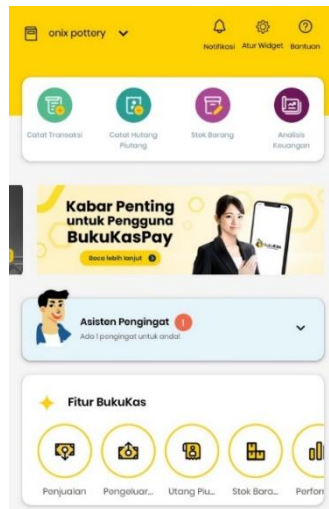 onix pottery
Notifikasi Atur Widget Bantuan
Catat Transaksi
Catat Hutang
Piutang
Stok Barang
Analisis
Keuangan
Kabar Penting
untuk Pengguna
BukuKasPay
Baca lebih lanjut
BukuKas
Asisten Pengingat 1
Ada 1 pengingat untuk anda!
Fitur BukuKas
Penjualan Pengeluar... Utang Piu... Stok Bara... Perfor